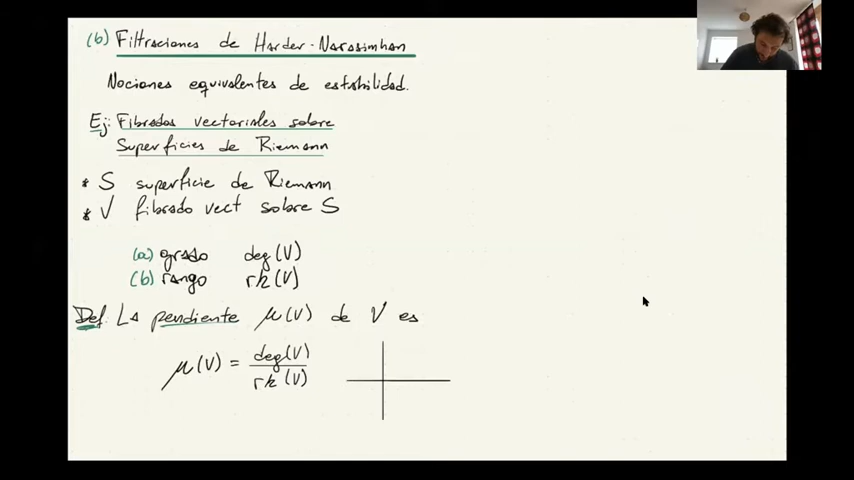 (b) Filtraciones de Harder-Narasimhan
Nociones equivalentes de estabilidad.
Ej: Fibrados vectoriales sobre
Superficies de Riemann
* S superficie de Riemann
* V fibrado vect sobre S
(a) grado deg(V)
(b) rango rk(V)
Def La pendiente μ(V) de V es
μ(V) = deg(V) / rk(V)